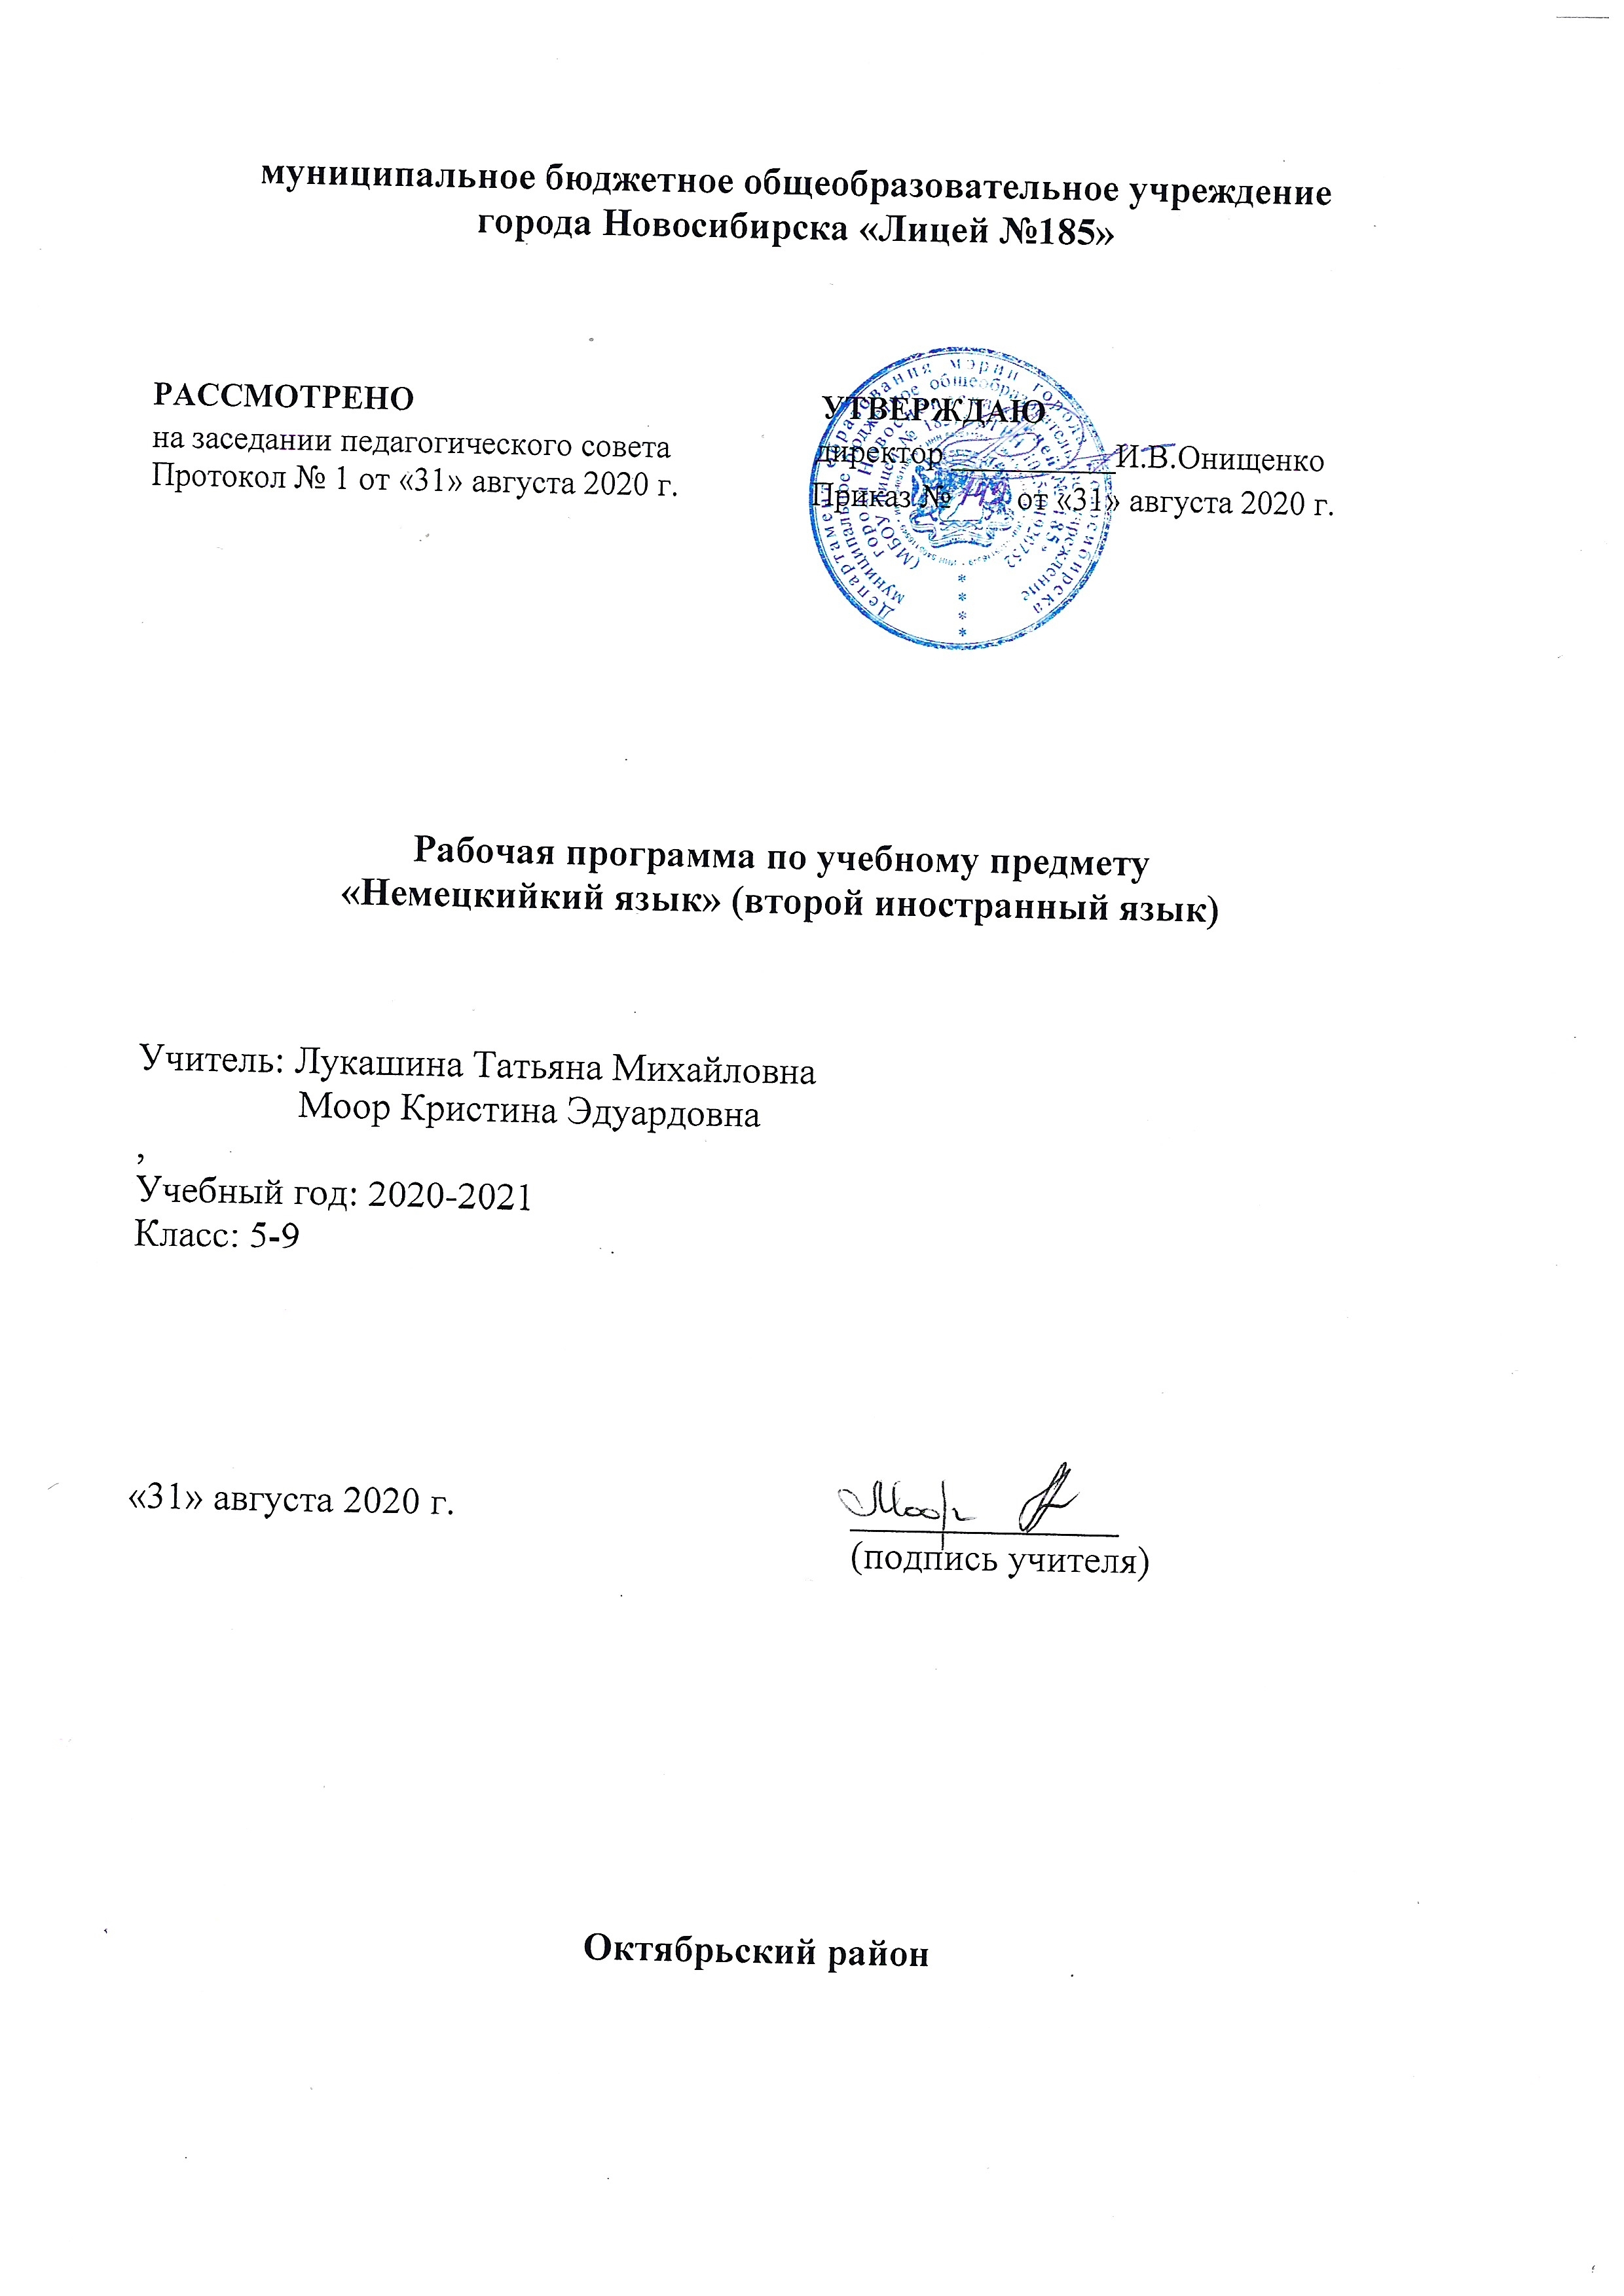 муниципальное бюджетное общеобразовательное учреждение
города Новосибирска «Лицей №185»
РАССМОТРЕНО
на заседании педагогического совета
Протокол № 1 от «31» августа 2020 г.
УТВЕРЖДАЮ
директор __________И.В.Онищенко
Приказ № от «31» августа 2020 г.
Рабочая программа по учебному предмету
«Немецкийкий язык» (второй иностранный язык)
Учитель: Лукашина Татьяна Михайловна
Моор Кристина Эдуардовна
,
Учебный год: 2020-2021
Класс: 5-9
«31» августа 2020 г.
Моор
(подпись учителя)
Октябрьский район